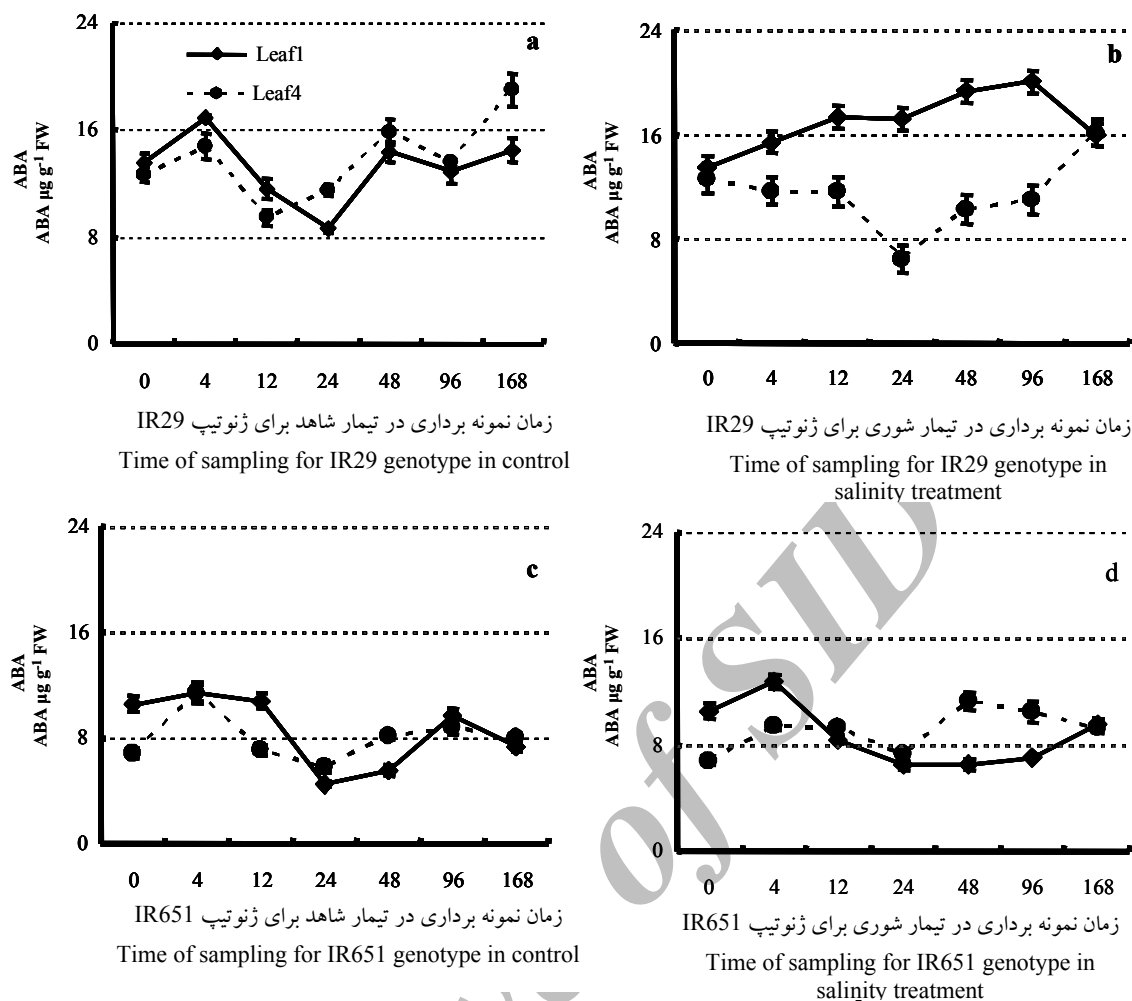 24
16
8
0
ABA
ABA µg g⁻¹ FW
Leaf1
Leaf4
a
0 4 12 24 48 96 168
زمان نمونه برداری در تیمار شاهد برای ژنوتیپ IR29
Time of sampling for IR29 genotype in control
24
16
8
0
ABA
ABA µg g⁻¹ FW
b
0 4 12 24 48 96 168
زمان نمونه برداری در تیمار شوری برای ژنوتیپ IR29
Time of sampling for IR29 genotype in
salinity treatment
24
16
8
0
ABA
ABA µg g⁻¹ FW
c
0 4 12 24 48 96 168
زمان نمونه برداری در تیمار شاهد برای ژنوتیپ IR651
Time of sampling for IR651 genotype in control
24
16
8
0
ABA
ABA µg g⁻¹ FW
d
0 4 12 24 48 96 168
زمان نمونه برداری در تیمار شوری برای ژنوتیپ IR651
Time of sampling for IR651 genotype in
salinity treatment
of SID